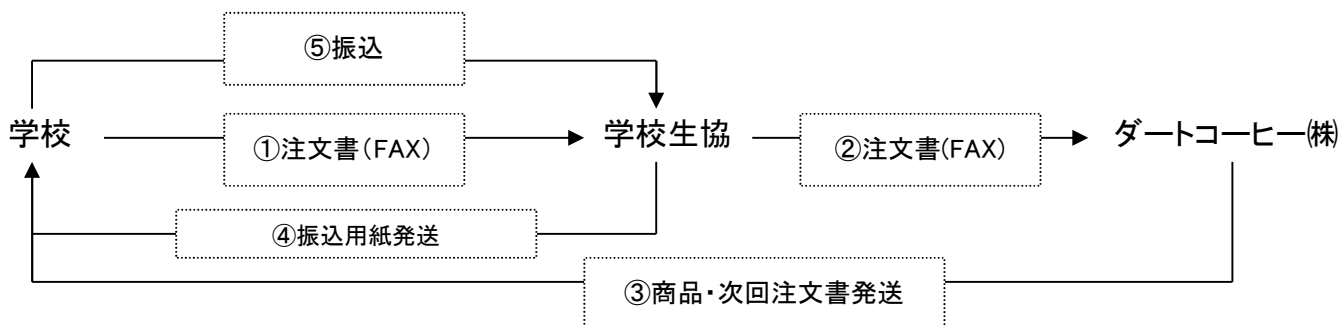 ⑤振込
学校
①注文書(FAX)
学校生協
②注文書(FAX)
ダートコーヒー㈱
④振込用紙発送
③商品・次回注文書発送